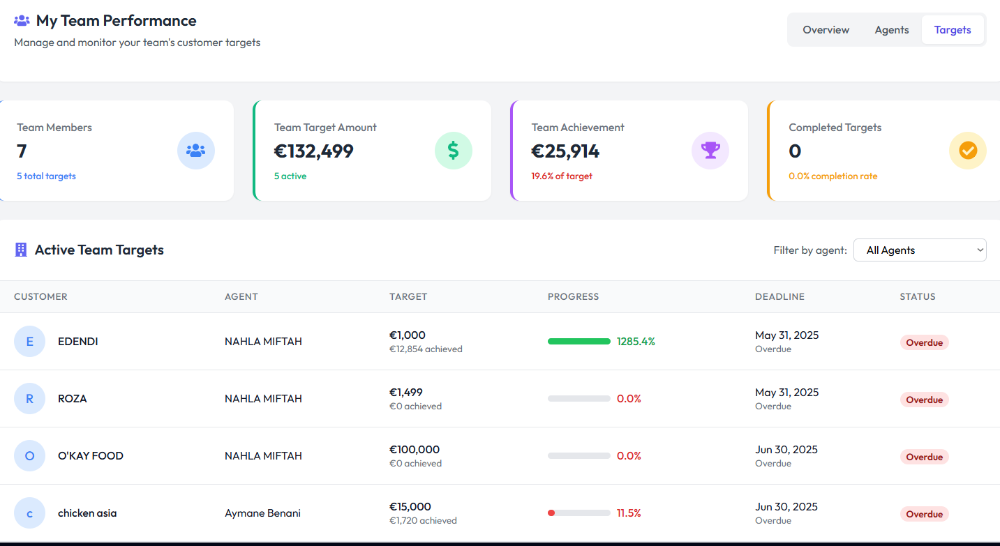 My Team Performance
Manage and monitor your team's customer targets
Overview Agents Targets
Team Members
7
5 total targets
Team Target Amount
€132,499
5 active
Team Achievement
€25,914
19.6% of target
Completed Targets
0
0.0% completion rate
Active Team Targets
Filter by agent: All Agents
CUSTOMER AGENT TARGET PROGRESS DEADLINE STATUS
E EDENDI NAHLA MIFTAH €1,000 1285.4% May 31, 2025 Overdue
€12,854 achieved Overdue
R ROZA NAHLA MIFTAH €1,499 0.0% May 31, 2025 Overdue
€0 achieved Overdue
O O'KAY FOOD NAHLA MIFTAH €100,000 0.0% Jun 30, 2025 Overdue
€0 achieved Overdue
c chicken asia Aymane Benani €15,000 11.5% Jun 30, 2025 Overdue
€1,720 achieved Overdue